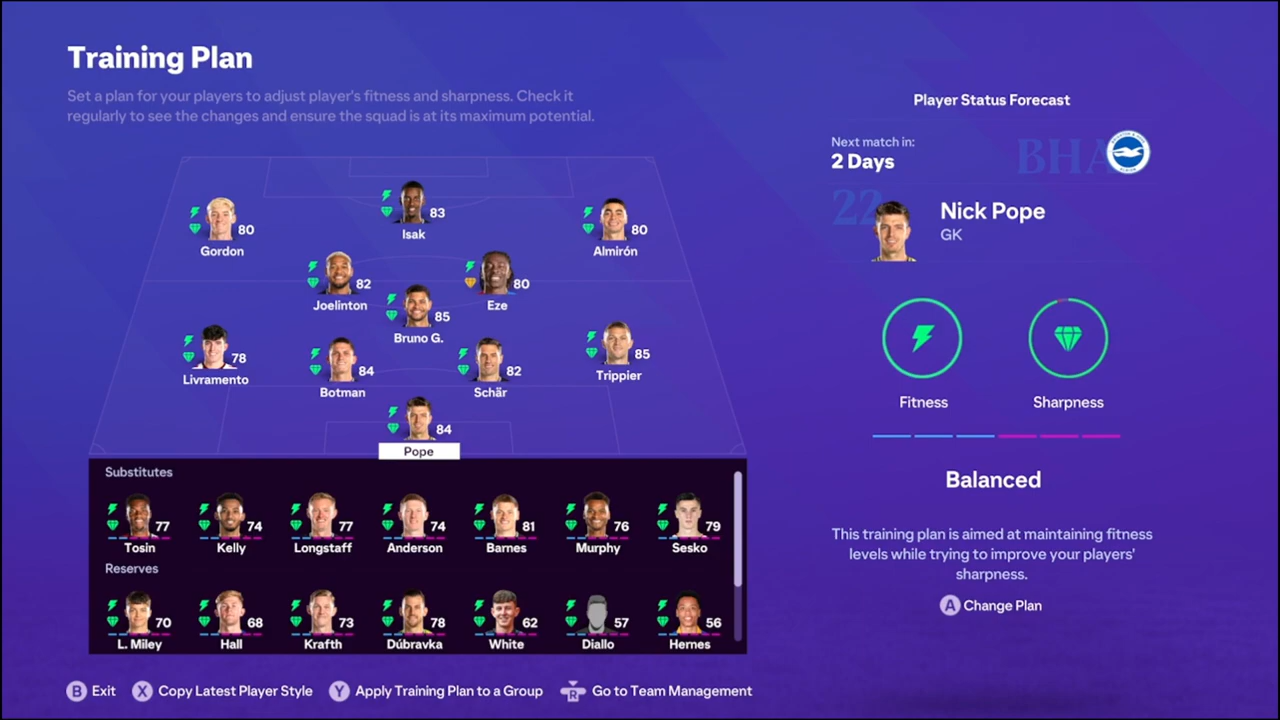 Training Plan
Set a plan for your players to adjust player's fitness and sharpness. Check it
regularly to see the changes and ensure the squad is at its maximum potential.
Player Status Forecast
Next match in:
2 Days
BHA
22
Nick Pope
GK
80
Gordon
83
Isak
80
Almirón
82
Joelinton
80
Eze
85
Bruno G.
78
Livramento
84
Botman
82
Schär
85
Trippier
84
Pope
Fitness
Sharpness
Balanced
This training plan is aimed at maintaining fitness
levels while trying to improve your players'
sharpness.
A Change Plan
Substitutes
77 74 77 74 81 76 79
Tosin Kelly Longstaff Anderson Barnes Murphy Sesko
Reserves
70 68 73 78 62 57 56
L. Miley Hall Krafth Dúbravka White Diallo Hernes
B Exit X Copy Latest Player Style Y Apply Training Plan to a Group R Go to Team Management